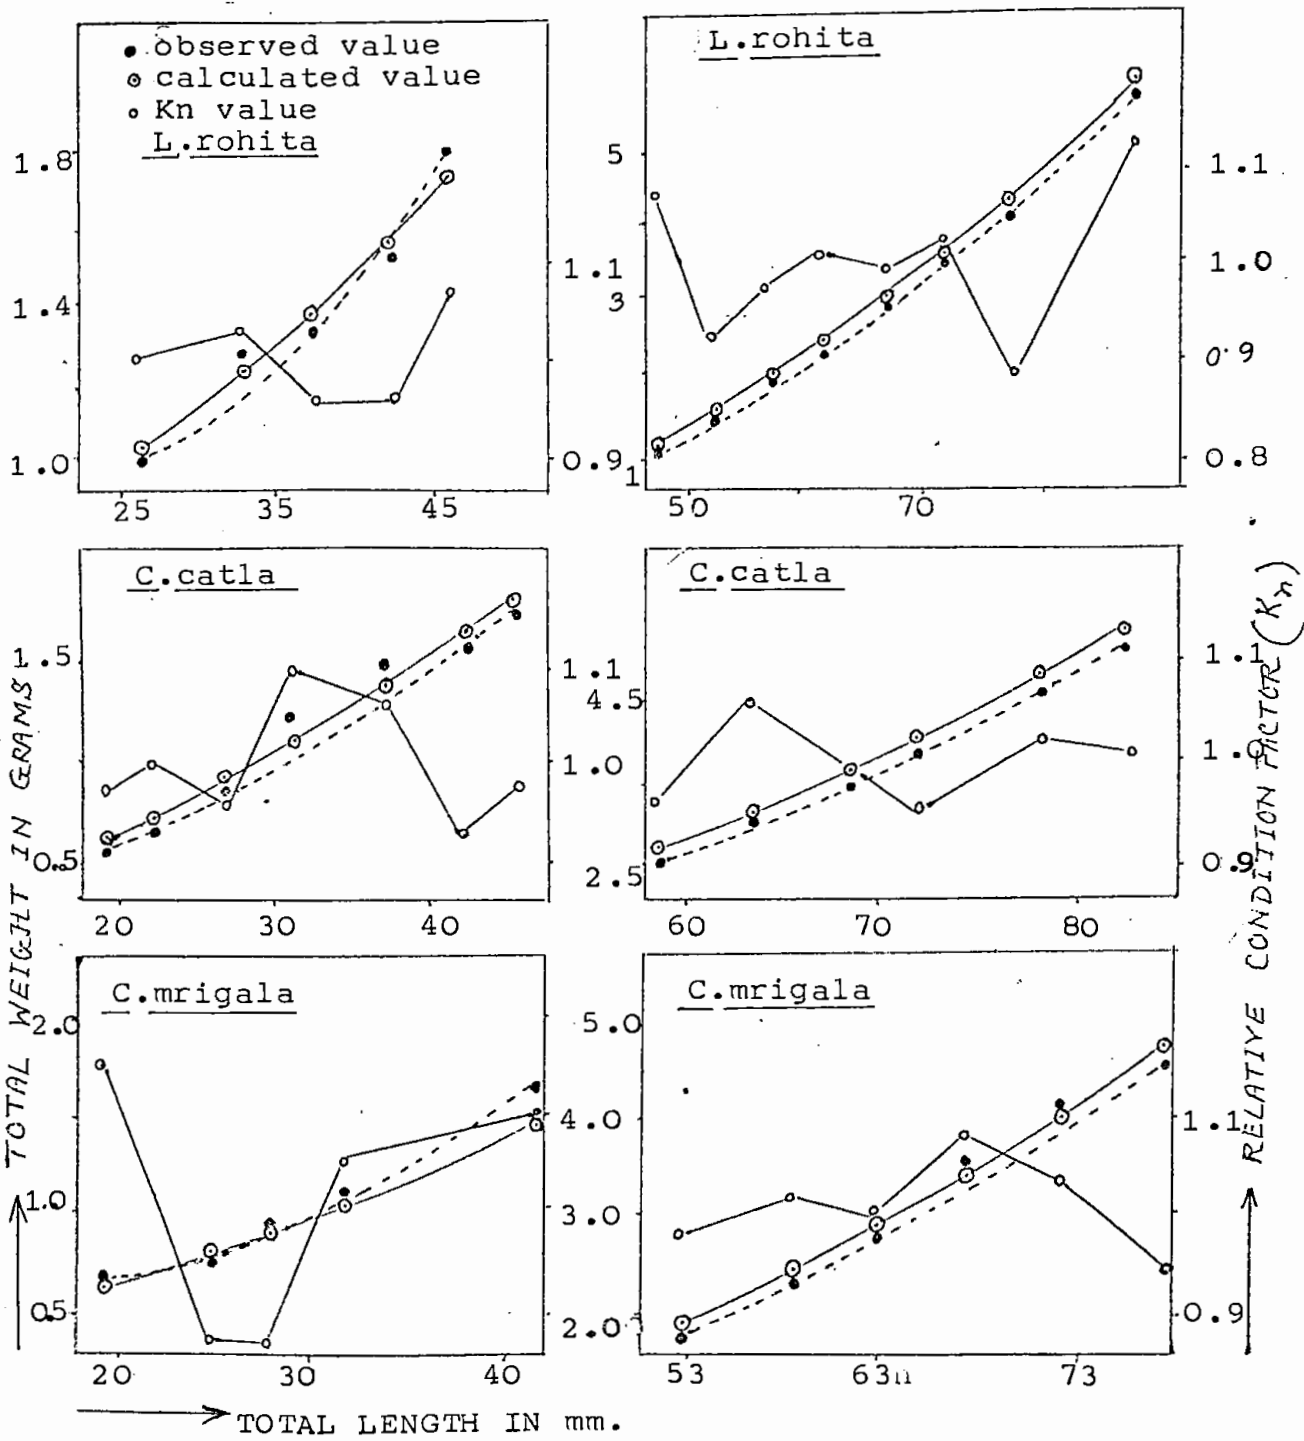 observed value
calculated value
Kn value
L.rohita
1.8
1.4
1.0
1.1
0.9
25 35 45
L.rohita
5
3
1
1.1
1.0
0.9
0.8
50 70
C.catla
1.5
0.5
1.1
1.0
20 30 40
C.catla
4.5
2.5
1.1
1.0
0.9
60 70 80
C.mrigala
2.0
1.0
0.5
20 30 40
C.mrigala
5.0
4.0
3.0
2.0
1.1
0.9
53 63n 73
TOTAL WEIGHT IN GRAMS
RELATIVE CONDITION FACTOR (Kn)
TOTAL LENGTH IN mm.